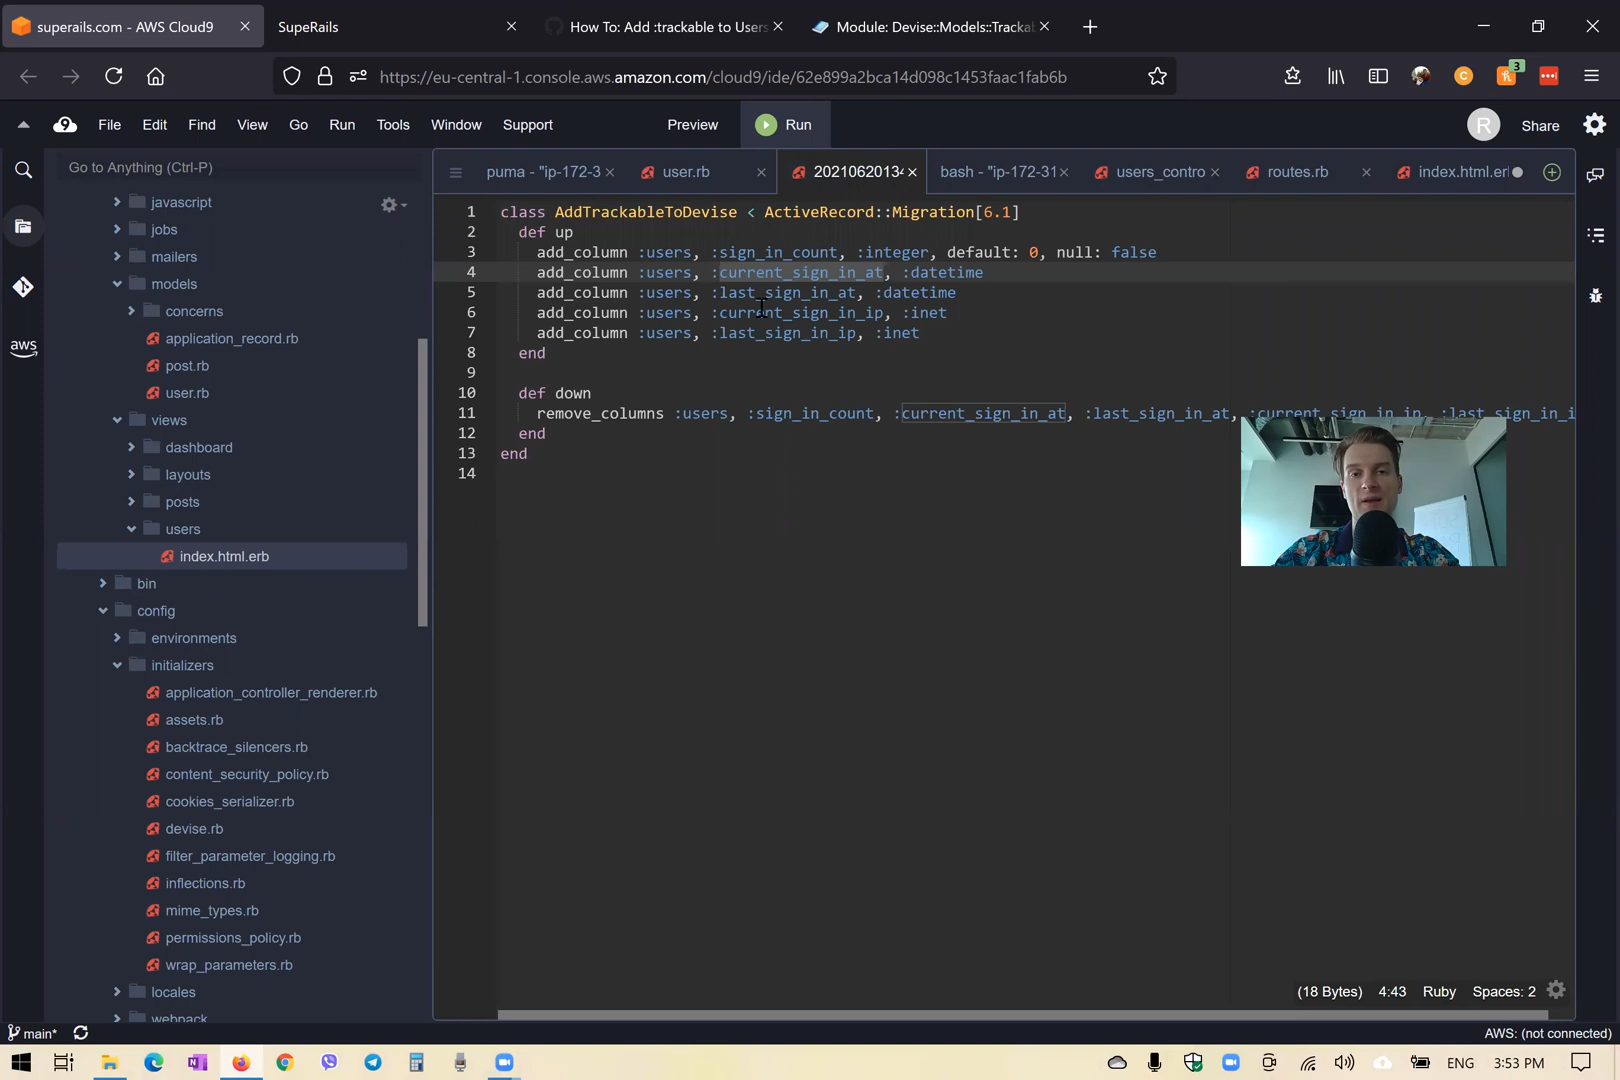 superails.com - AWS Cloud9
SupeRails
How To: Add :trackable to Users
Module: Devise::Models::Trackab
https://eu-central-1.console.aws.amazon.com/cloud9/ide/62e899a2bca14d098c1453faac1fab6b
3
C
9
File Edit Find View Go Run Tools Window Support
Preview
Run
R
Share
Go to Anything (Ctrl-P)
puma - "ip-172-3
user.rb
2021062013
bash - "ip-172-31
users_contro
routes.rb
index.html.er
aws
javascript
jobs
mailers
models
concerns
application_record.rb
post.rb
user.rb
views
dashboard
layouts
posts
users
index.html.erb
bin
config
environments
initializers
application_controller_renderer.rb
assets.rb
backtrace_silencers.rb
content_security_policy.rb
cookies_serializer.rb
devise.rb
filter_parameter_logging.rb
inflections.rb
mime_types.rb
permissions_policy.rb
wrap_parameters.rb
locales
webpack
1 class AddTrackableToDevise < ActiveRecord::Migration[6.1]
2 def up
3 add_column :users, :sign_in_count, :integer, default: 0, null: false
4 add_column :users, :current_sign_in_at, :datetime
5 add_column :users, :last_sign_in_at, :datetime
6 add_column :users, :current_sign_in_ip, :inet
7 add_column :users, :last_sign_in_ip, :inet
8 end
9
10 def down
11 remove_columns :users, :sign_in_count, :current_sign_in_at, :last_sign_in_at, :current_sign_in_ip, :last_sign_in_i
12 end
13 end
14
(18 Bytes) 4:43 Ruby Spaces: 2
main*
AWS: (not connected)
ENG
3:53 PM